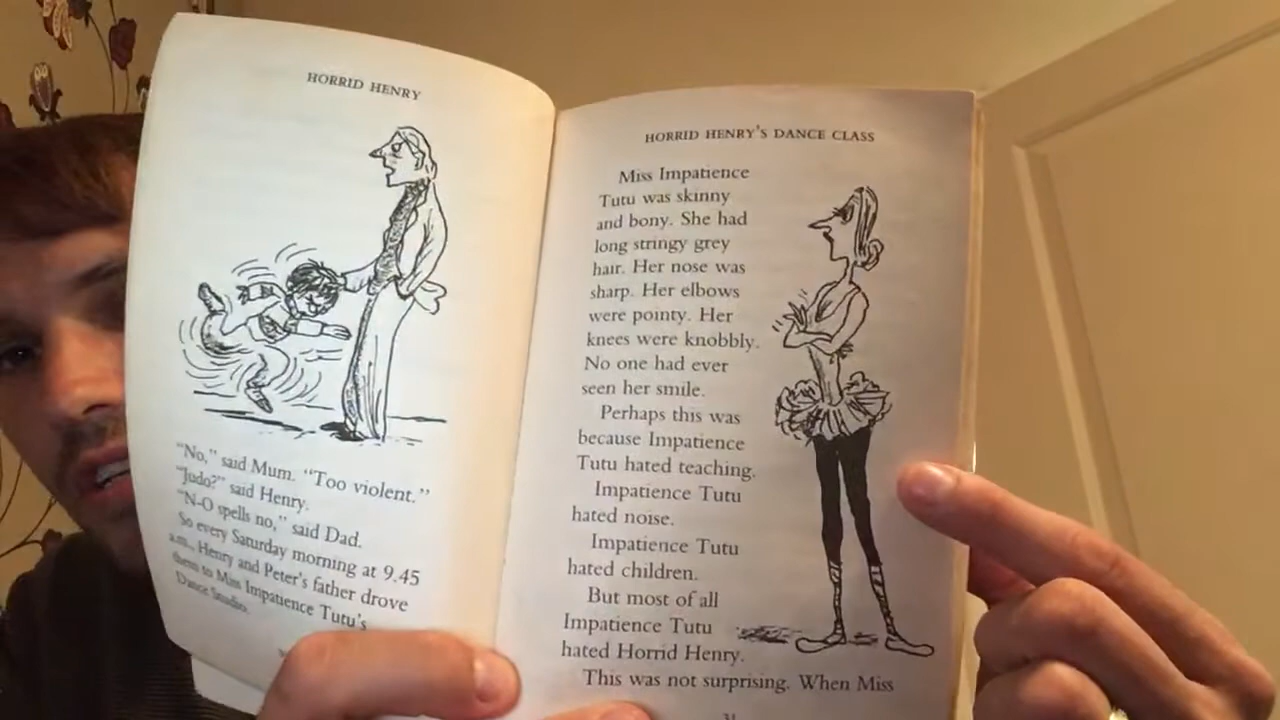 HORRID HENRY
"No," said Mum. "Too violent."
"Judo?" said Henry.
"N-O spells no," said Dad.
So every Saturday morning at 9.45
a.m., Henry and Peter's father drove
them to Miss Impatience Tutu's
Dance Studio.
HORRID HENRY'S DANCE CLASS
Miss Impatience
Tutu was skinny
and bony. She had
long stringy grey
hair. Her nose was
sharp. Her elbows
were pointy. Her
knees were knobbly.
No one had ever
seen her smile.
Perhaps this was
because Impatience
Tutu hated teaching.
Impatience Tutu
hated noise.
Impatience Tutu
hated children.
But most of all
Impatience Tutu
hated Horrid Henry.
This was not surprising. When Miss